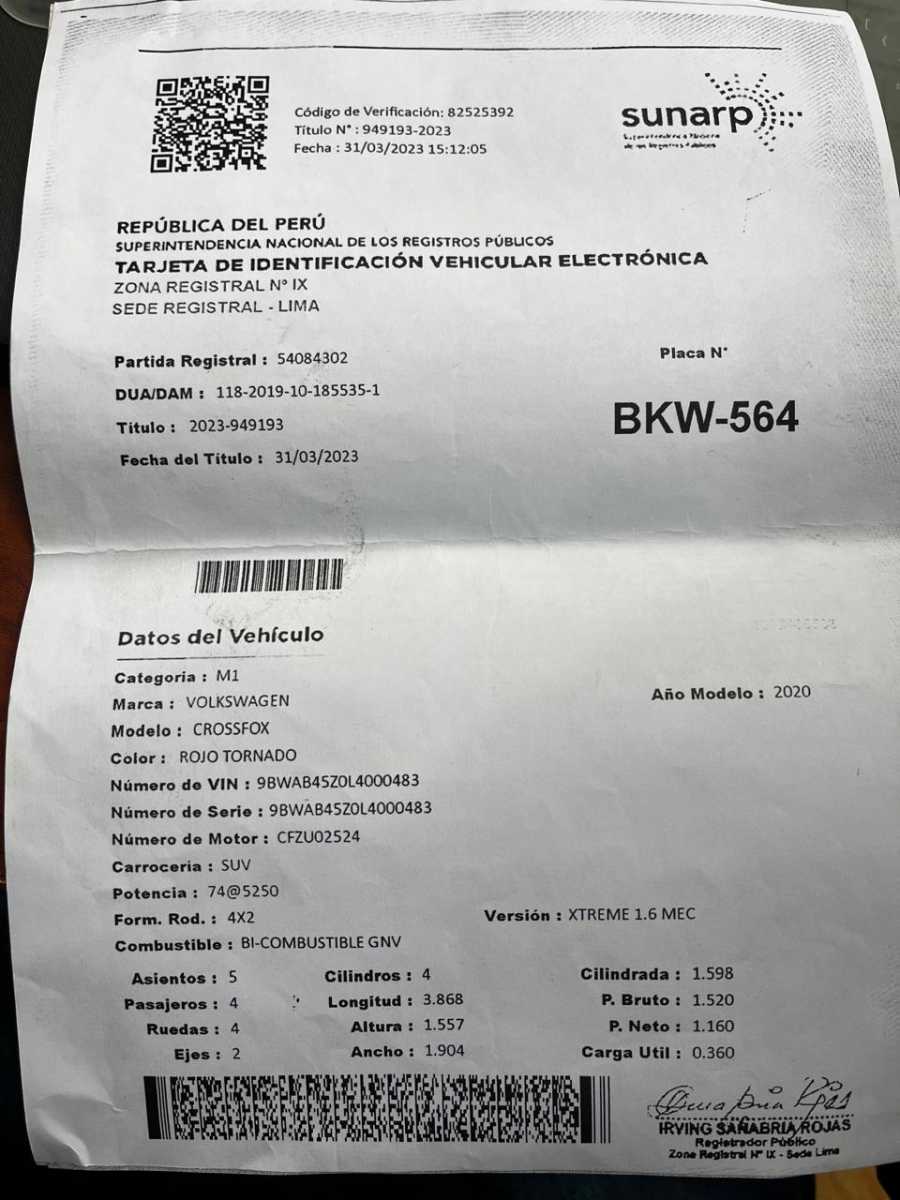 Código de Verificación: 82525392
Título N° : 949193-2023
Fecha : 31/03/2023 15:12:05
sunarp
Superintendencia Nacional
de los Registros Públicos
REPÚBLICA DEL PERÚ
SUPERINTENDENCIA NACIONAL DE LOS REGISTROS PÚBLICOS
TARJETA DE IDENTIFICACIÓN VEHICULAR ELECTRÓNICA
ZONA REGISTRAL N° IX
SEDE REGISTRAL - LIMA
Partida Registral : 54084302
Placa N°
DUA/DAM : 118-2019-10-185535-1
BKW-564
Titulo : 2023-949193
Fecha del Titulo : 31/03/2023
Datos del Vehículo
Categoria : M1
Marca : VOLKSWAGEN
Año Modelo : 2020
Modelo : CROSSFOX
Color : ROJO TORNADO
Número de VIN : 9BWAB45Z0L4000483
Número de Serie : 9BWAB45Z0L4000483
Número de Motor : CFZU02524
Carroceria : SUV
Potencia : 74@5250
Form. Rod. : 4X2
Versión : XTREME 1.6 MEC
Combustible : BI-COMBUSTIBLE GNV
Asientos : 5 Cilindros : 4 Cilindrada : 1.598
Pasajeros : 4 Longitud : 3.868 P. Bruto : 1.520
Ruedas : 4 Altura : 1.557 P. Neto : 1.160
Ejes : 2 Ancho : 1.904 Carga Util : 0.360
IRVING SAÑABRIA ROJAS
Registrador Público
Zona Registral N° IX - Sede Lima